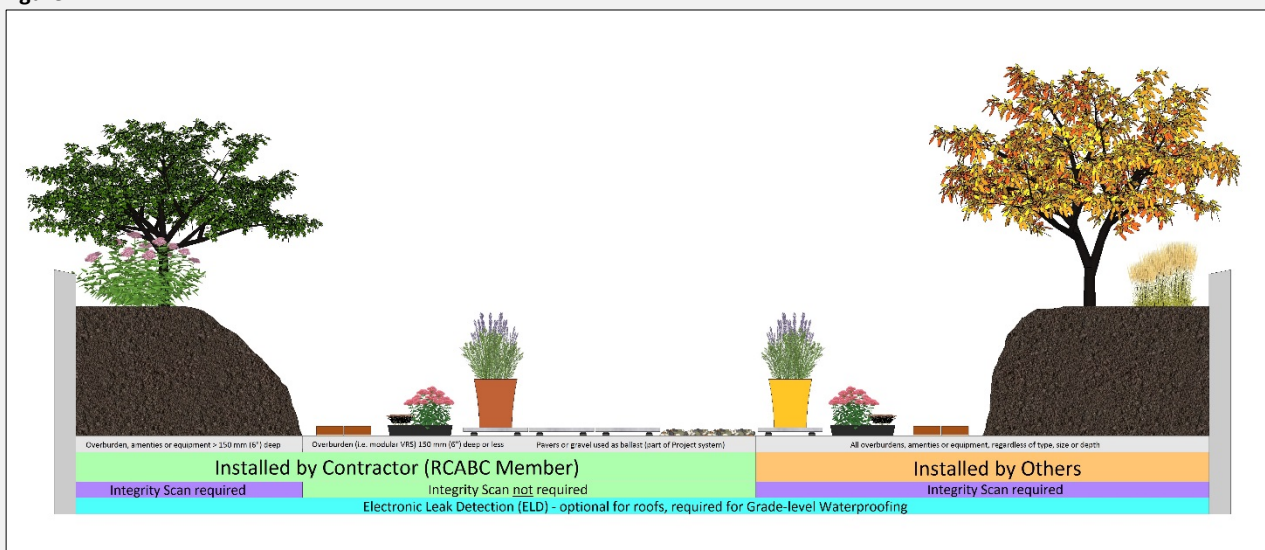 Overburden, amenities or equipment > 150 mm (6") deep
Overburden (i.e. modular VRS) 150 mm (6") deep or less
Pavers or gravel used as ballast (part of Project system)
All overburdens, amenities or equipment, regardless of type, size or depth
Installed by Contractor (RCABC Member)
Installed by Others
Integrity Scan required
Integrity Scan not required
Integrity Scan required
Electronic Leak Detection (ELD) - optional for roofs, required for Grade-level Waterproofing